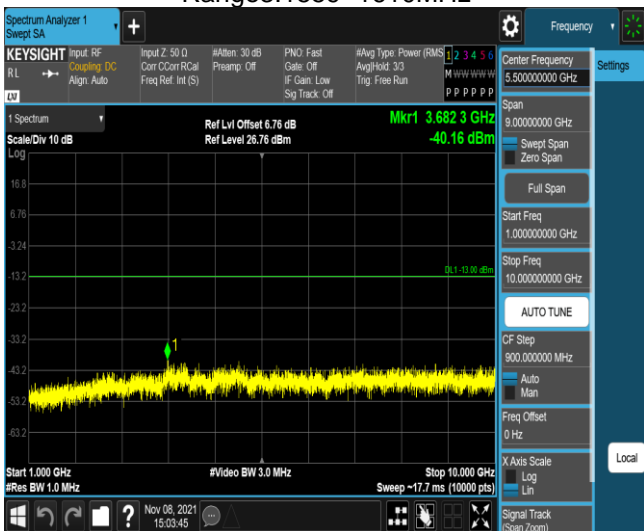 Spectrum Analyzer 1
Swept SA
Frequency
KEYSIGHT
Input: RF
Coupling: DC
Align: Auto
RL
LXI
Input Z: 50 Ω
Corr CCorr RCal
Freq Ref: Int (S)
#Atten: 30 dB
Preamp: Off
PNO: Fast
Gate: Off
IF Gain: Low
Sig Track: Off
#Avg Type: Power (RMS
Avg|Hold: 3/3
Trig: Free Run
1 2 3 4 5 6
M W W W W W
P P P P P P
1 Spectrum
Scale/Div 10 dB
Log
Ref Lvl Offset 6.76 dB
Ref Level 26.76 dBm
Mkr1 3.682 3 GHz
-40.16 dBm
16.8
6.76
-3.24
-13.2
-23.2
-33.2
-43.2
-53.2
-63.2
DL1 -13.00 dBm
1
Start 1.000 GHz
#Res BW 1.0 MHz
#Video BW 3.0 MHz
Stop 10.000 GHz
Sweep ~17.7 ms (10000 pts)
Nov 08, 2021
15:03:45
?
Center Frequency
5.500000000 GHz
Settings
Span
9.00000000 GHz
Swept Span
Zero Span
Full Span
Start Freq
1.000000000 GHz
Stop Freq
10.000000000 GHz
AUTO TUNE
CF Step
900.000000 MHz
Auto
Man
Freq Offset
0 Hz
X Axis Scale
Log
Lin
Local
Signal Track
(Span Zoom)